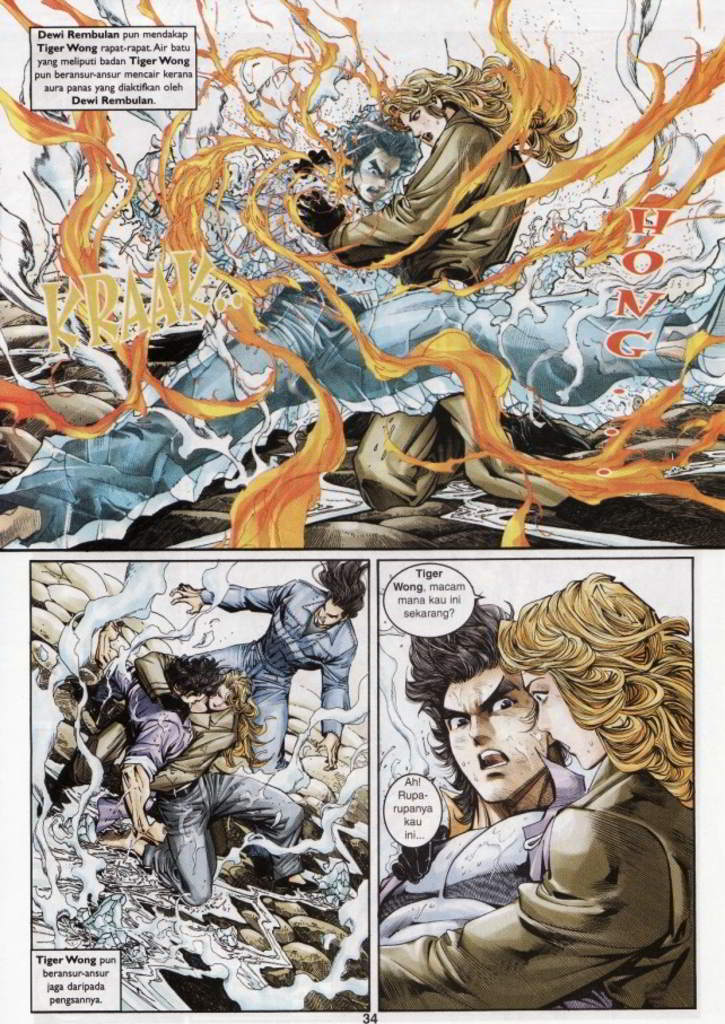 Dewi Rembulan pun mendakap
Tiger Wong rapat-rapat. Air batu
yang meliputi badan Tiger Wong
pun beransur-ansur mencair kerana
aura panas yang diaktifkan oleh
Dewi Rembulan.
KRAAK..
HONG...
Tiger
Wong, macam
mana kau ini
sekarang?
Ah!
Rupa-
rupanya
kau
ini...
Tiger Wong pun
beransur-ansur
jaga daripada
pengsannya.
34